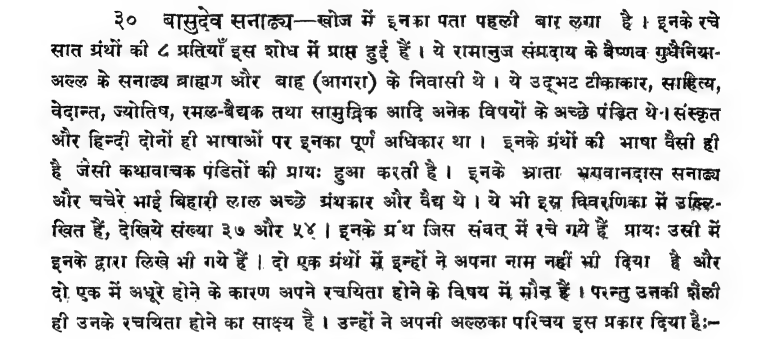 ३० बासुदेव सनाढ्य—खोज में इनका पता पहली बार लगा है । इनके रचे
सात ग्रंथों की ८ प्रतियाँ इस शोध में प्राप्त हुई हैं । ये रामानुज संप्रदाय के बैष्णव गुधेनिया-
अल्ल के सनाढ्य ब्राह्मण और बाह (आगरा) के निवासी थे । ये उद्‌भट टीकाकार, साहित्य,
वेदान्त, ज्योतिष, रमल-बैद्यक तथा सामुद्रिक आदि अनेक विषयों के अच्छे पंडित थे । संस्कृत
और हिन्दी दोनों ही भाषाओं पर इनका पूर्ण अधिकार था । इनके ग्रंथों की भाषा वैसी ही
है जैसी कथावाचक पंडितों की प्रायः हुआ करती है । इनके भ्राता भगवानदास सनाढ्य
और चचेरे भाई बिहारी लाल अच्छे ग्रंथकार और वैद्य थे । ये भी इस विवरणिका में उल्लि-
खित हैं, देखिये संख्या ३७ और ५४ । इनके ग्रंथ जिस संवत् में रचे गये हैं प्रायः उसी में
इनके द्वारा लिखे भी गये हैं । दो एक ग्रंथों में इन्हों ने अपना नाम नहीं भी दिया है और
दो एक में अधूरे होने के कारण अपने रचयिता होने के विषय में मौन हैं । परन्तु उनकी शैली
ही उनके रचयिता होने का साक्ष्य है । उन्हों ने अपनी अल्लका परिचय इस प्रकार दिया है:–